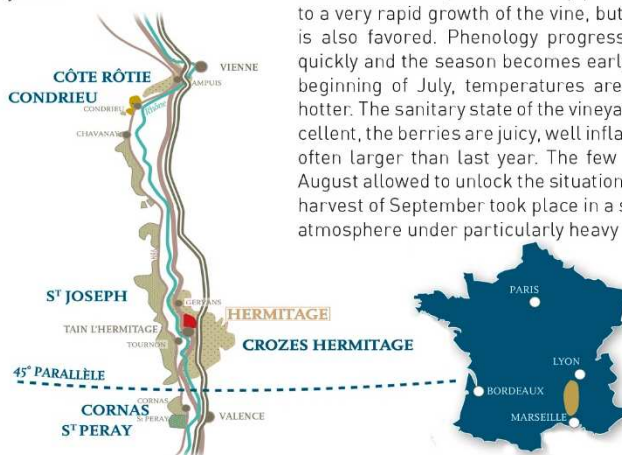 to a very rapid growth of the vine, but
is also favored. Phenology progress
quickly and the season becomes earl
beginning of July, temperatures are
hotter. The sanitary state of the vineya
cellent, the berries are juicy, well infla
often larger than last year. The few
August allowed to unlock the situation
harvest of September took place in a s
atmosphere under particularly heavy
VIENNE
CÔTE RÔTIE
AMPUIS
CONDRIEU
CONDRIEU
Rhône
CHAVANAY
ST JOSEPH
GERVANS
HERMITAGE
TAIN L'HERMITAGE
CROZES HERMITAGE
TOURNON
45° PARALLÈLE
CORNAS
CORNAS
ST PERAY
ST PERAY
VALENCE
PARIS
LYON
BORDEAUX
MARSEILLE